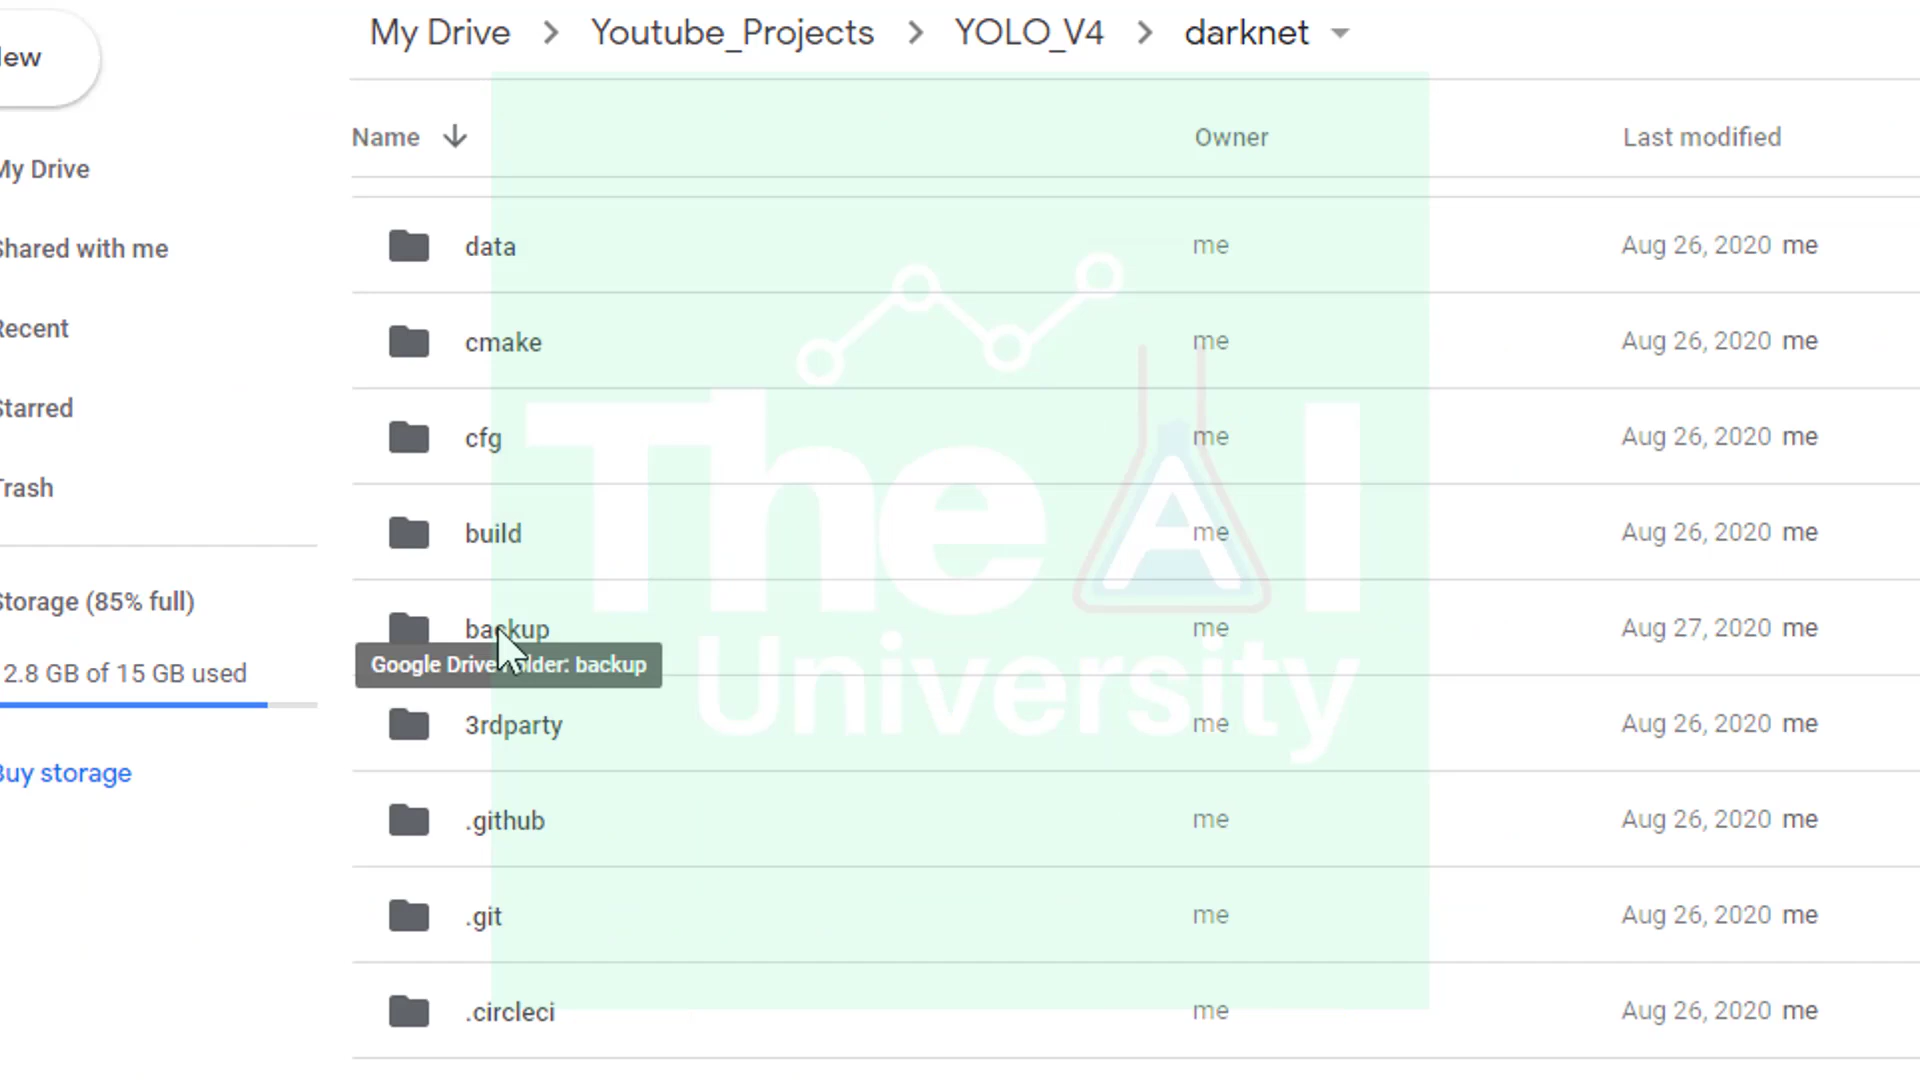 My Drive > Youtube_Projects > YOLO_V4 > darknet
ew
Name Owner Last modified
My Drive
Shared with me
Recent
Starred
Trash
Storage (85% full)
2.8 GB of 15 GB used
Buy storage
data me Aug 26, 2020 me
cmake me Aug 26, 2020 me
cfg me Aug 26, 2020 me
build me Aug 26, 2020 me
backup me Aug 27, 2020 me
Google Drive folder: backup
3rdparty me Aug 26, 2020 me
.github me Aug 26, 2020 me
.git me Aug 26, 2020 me
.circleci me Aug 26, 2020 me
The AI
University